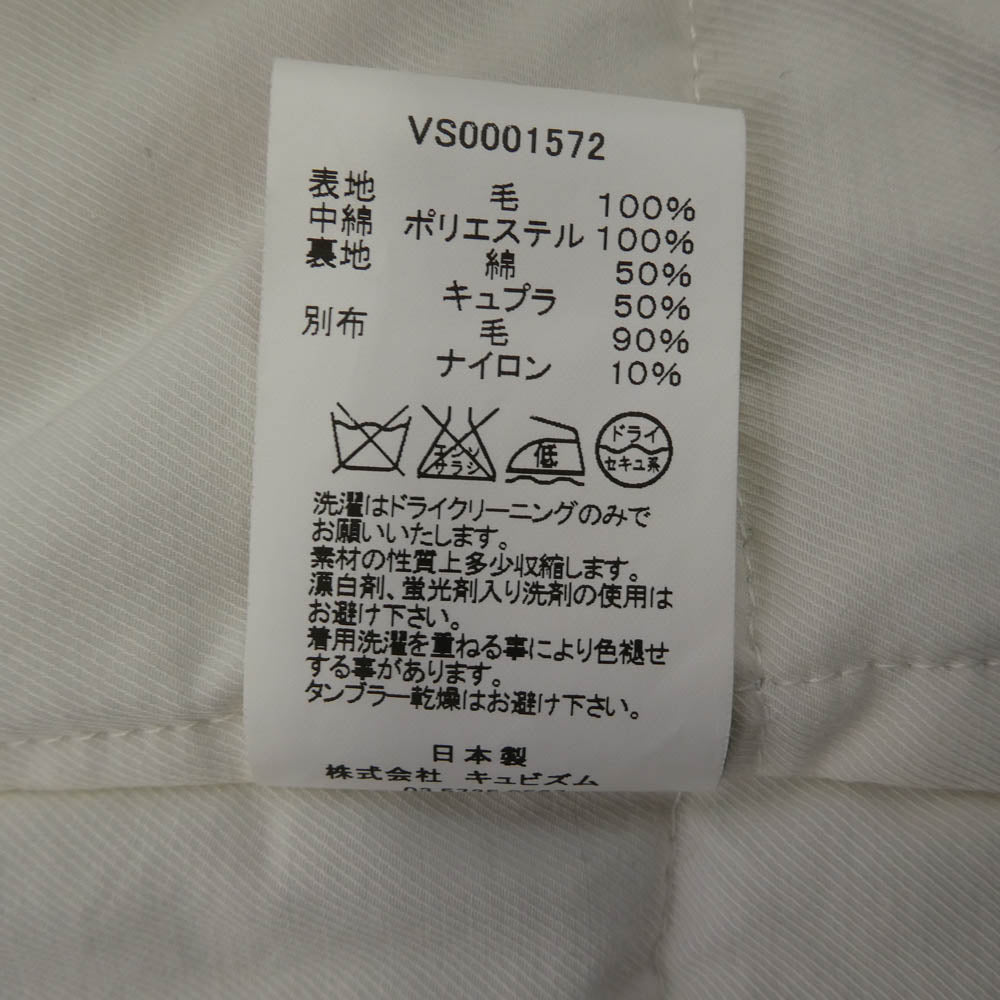 VS0001572
表地 毛 100%
中綿 ポリエステル 100%
裏地 綿 50%
キュプラ 50%
別布 毛 90%
ナイロン 10%
エンソ サラシ
低
ドライ
セキユ系
洗濯はドライクリーニングのみで
お願いいたします。
素材の性質上多少収縮します。
漂白剤、蛍光剤入り洗剤の使用は
お避け下さい。
着用洗濯を重ねる事により色褪せ
する事があります。
タンブラー乾燥はお避け下さい。
日本製
株式会社 キュビズム